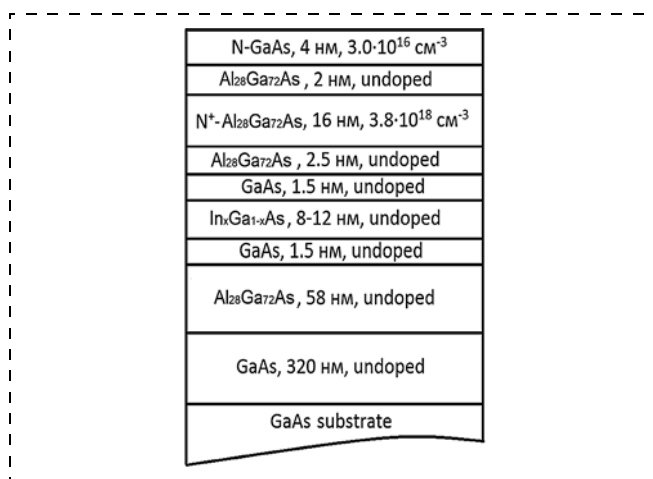 N-GaAs, 4 нм, 3.0·10¹⁶ см⁻³
Al₂₈Ga₇₂As , 2 нм, undoped
N⁺- Al₂₈Ga₇₂As, 16 нм, 3.8·10¹⁸ см⁻³
Al₂₈Ga₇₂As , 2.5 нм, undoped
GaAs, 1.5 нм, undoped
InₓGa₁₋ₓAs, 8-12 нм, undoped
GaAs, 1.5 нм, undoped
Al₂₈Ga₇₂As, 58 нм, undoped
GaAs, 320 нм, undoped
GaAs substrate